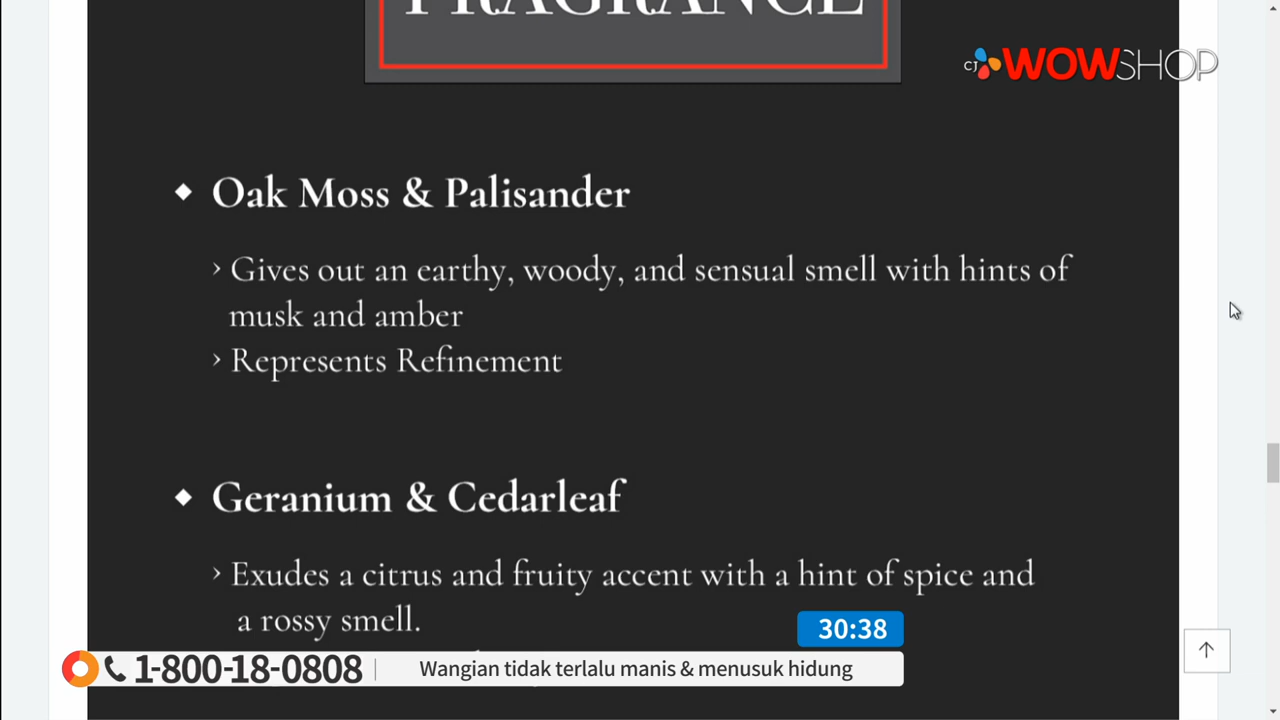 FRAGRANCE
CJ WOWSHOP
◆ Oak Moss & Palisander
› Gives out an earthy, woody, and sensual smell with hints of
musk and amber
› Represents Refinement
◆ Geranium & Cedarleaf
› Exudes a citrus and fruity accent with a hint of spice and
a rossy smell.
30:38
1-800-18-0808 | Wangian tidak terlalu manis & menusuk hidung